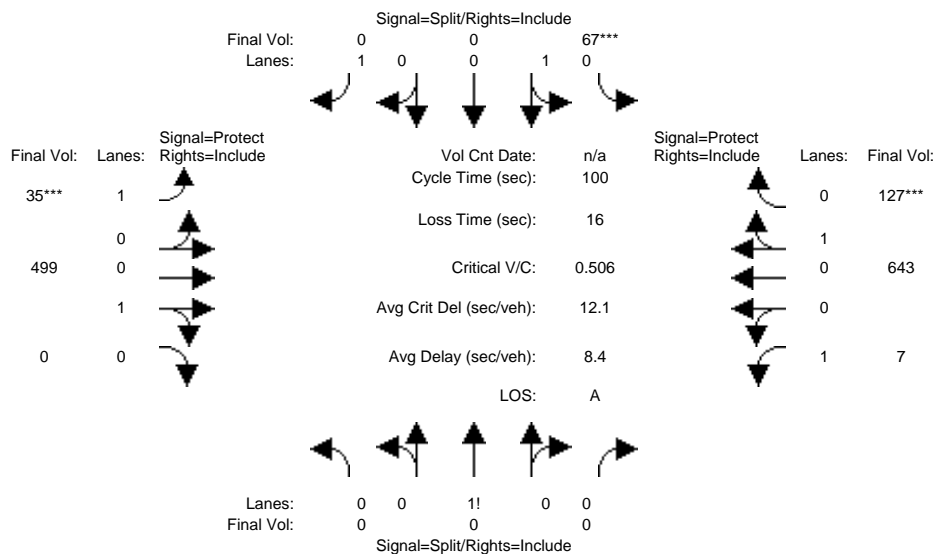 Signal=Split/Rights=Include
Final Vol: 0 0 67***
Lanes: 1 0 0 1 0
Signal=Protect
Final Vol: Lanes: Rights=Include
Vol Cnt Date: n/a
Signal=Protect
Rights=Include Lanes: Final Vol:
Cycle Time (sec): 100
35*** 1
0 127***
Loss Time (sec): 16
0
1
499 0
Critical V/C: 0.506
0 643
1
Avg Crit Del (sec/veh): 12.1
0
0 0
Avg Delay (sec/veh): 8.4
1 7
LOS: A
Lanes: 0 0 1! 0 0
Final Vol: 0 0 0
Signal=Split/Rights=Include